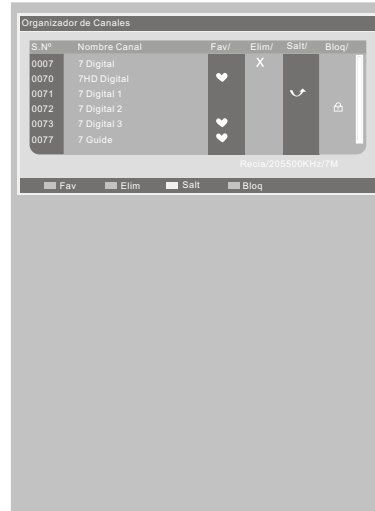 Organizador de Canales
S.Nº Nombre Canal Fav/ Elim/ Salt/ Bloq/
0007 7 Digital X
0070 7HD Digital
0071 7 Digital 1
0072 7 Digital 2
0073 7 Digital 3
0077 7 Guide
Recla/205500KHz/7M
Fav Elim Salt Bloq